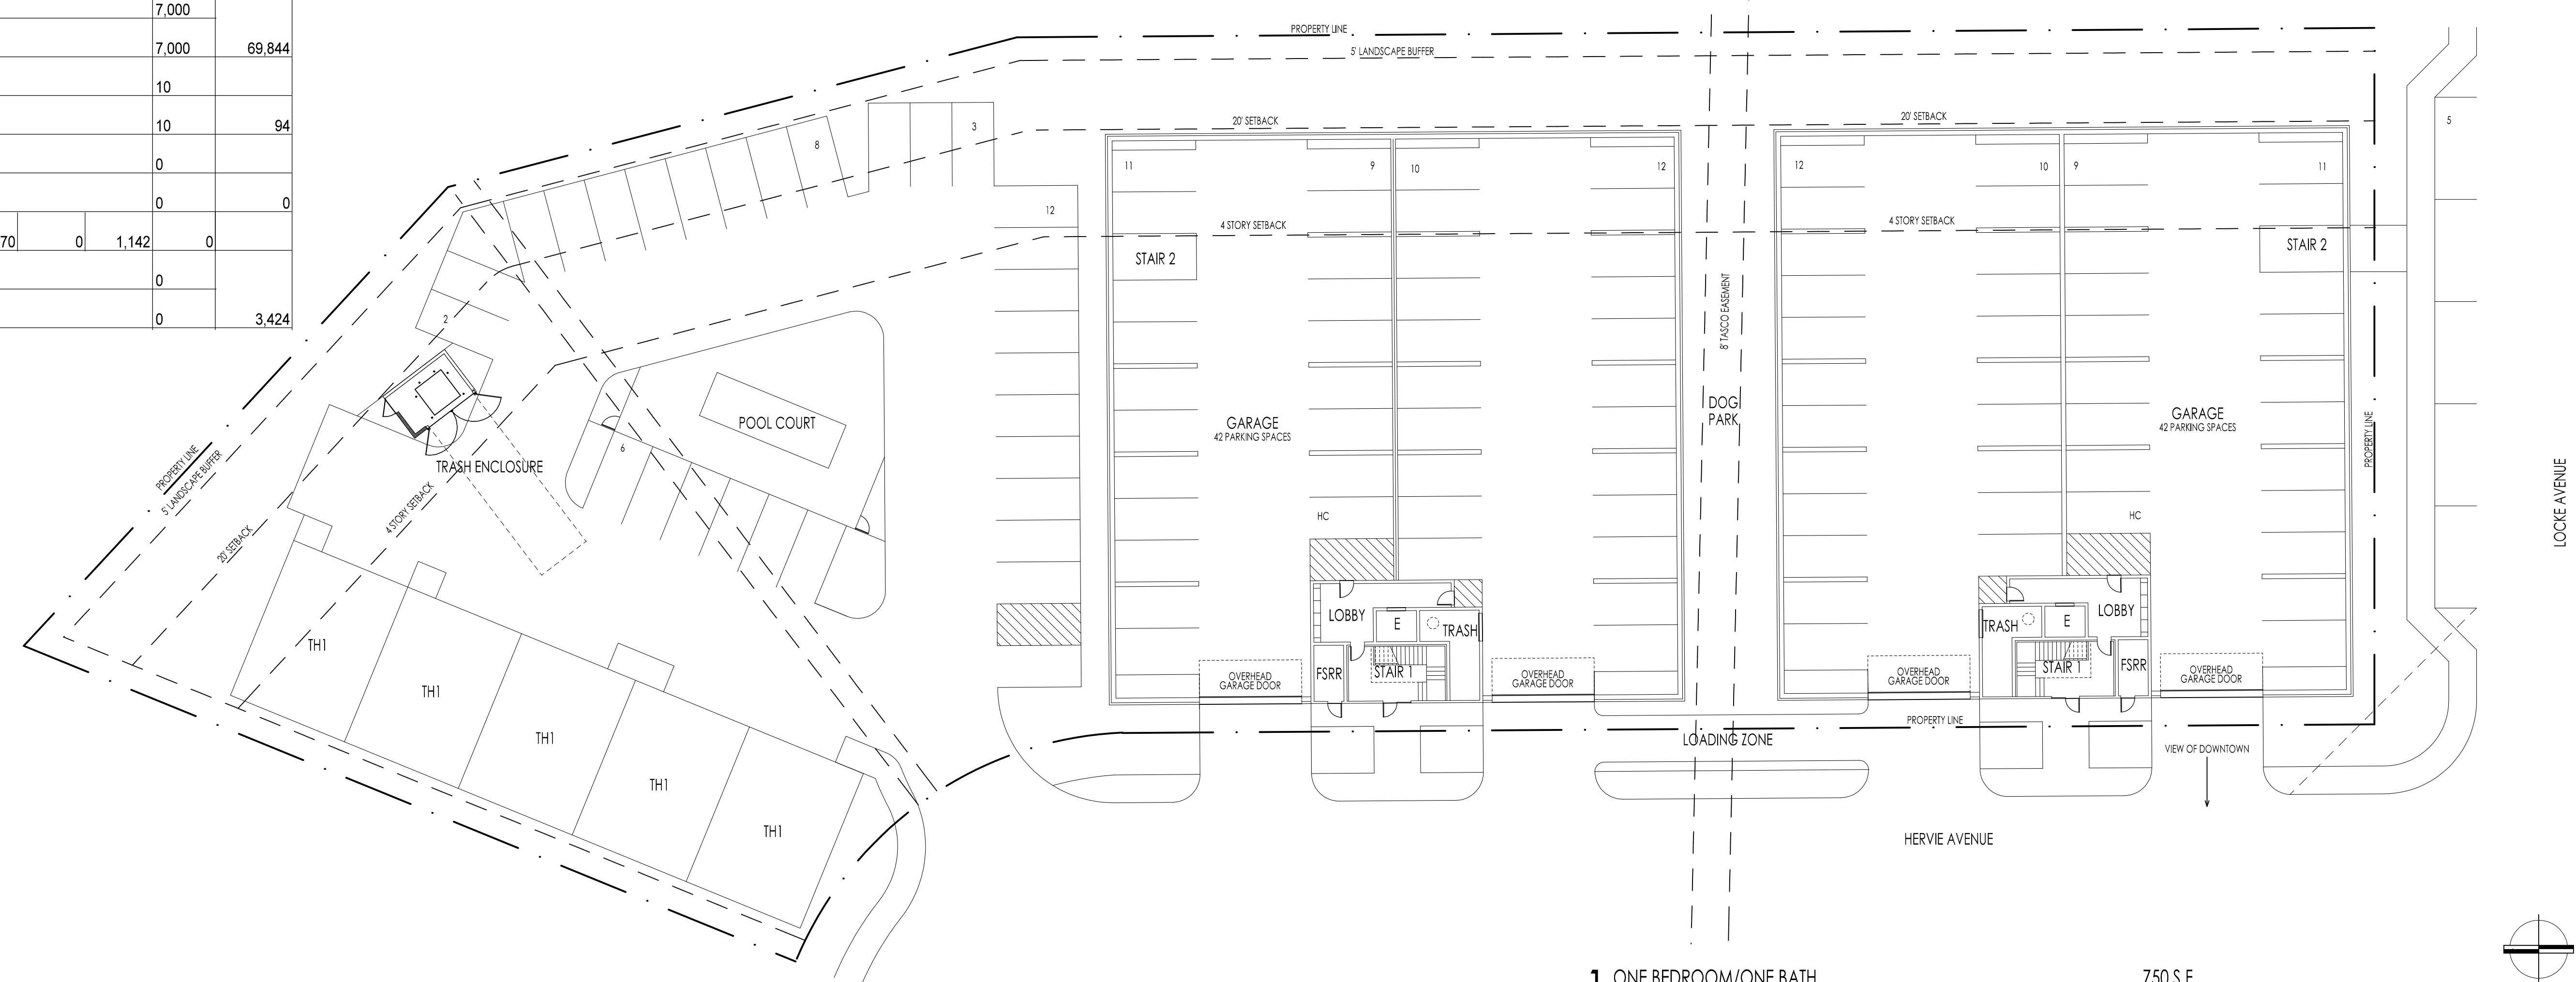 7,000
7,000 69,844
10
10 94
0
0 0
70 0 1,142 0
0
0 3,424
PROPERTY LINE
5' LANDSCAPE BUFFER
20' SETBACK
20' SETBACK
3
8
12
5
11
9
10
12
12
10
9
11
4 STORY SETBACK
4 STORY SETBACK
STAIR 2
STAIR 2
2
8' TASCO EASEMENT
POOL COURT
6
TRASH ENCLOSURE
PROPERTY LINE
5' LANDSCAPE BUFFER
20' SETBACK
4 STORY SETBACK
GARAGE
42 PARKING SPACES
DOG
PARK
GARAGE
42 PARKING SPACES
PROPERTY LINE
LOCKE AVENUE
HC
HC
LOBBY
E
TRASH
FSRR
STAIR 1
OVERHEAD
GARAGE DOOR
OVERHEAD
GARAGE DOOR
TRASH
E
LOBBY
STAIR 1
FSRR
OVERHEAD
GARAGE DOOR
OVERHEAD
GARAGE DOOR
TH1
TH1
TH1
TH1
TH1
PROPERTY LINE
LOADING ZONE
VIEW OF DOWNTOWN
HERVIE AVENUE
1 ONE BEDROOM/ONE BATH 750 S.F.